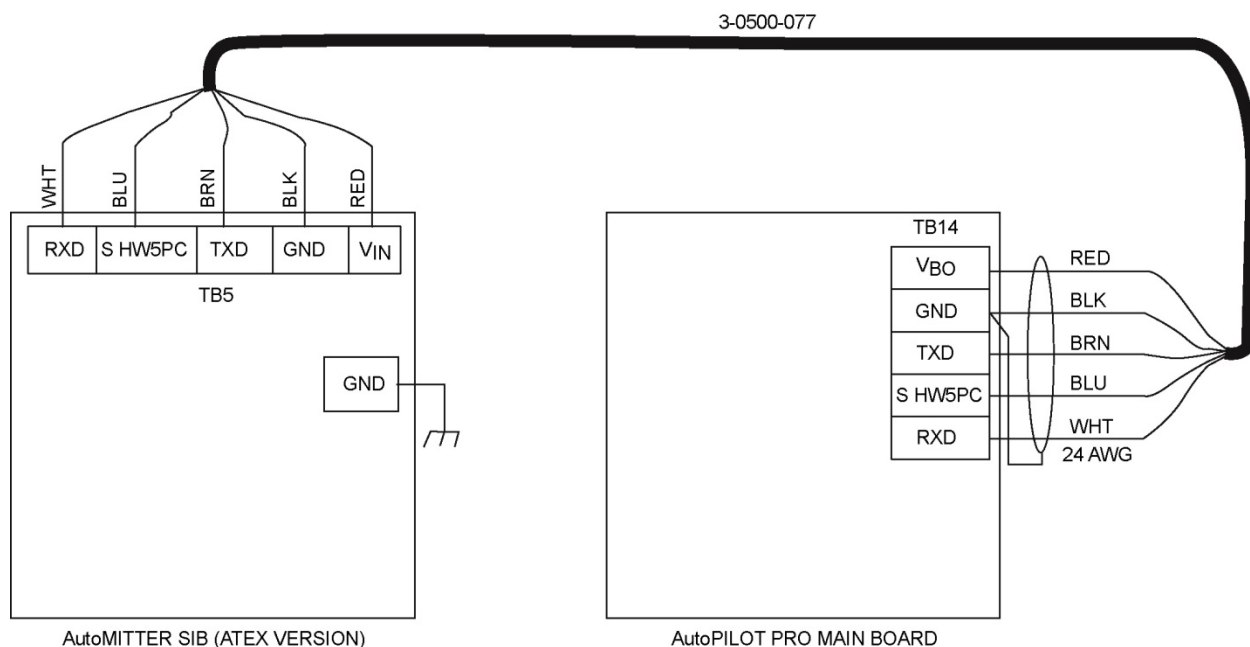 3-0500-077
WHT
BLU
BRN
BLK
RED
RXD
S HW5PC
TXD
GND
VIN
TB5
GND
AutoMITTER SIB (ATEX VERSION)
TB14
VBO
GND
TXD
S HW5PC
RXD
RED
BLK
BRN
BLU
WHT
24 AWG
AutoPILOT PRO MAIN BOARD